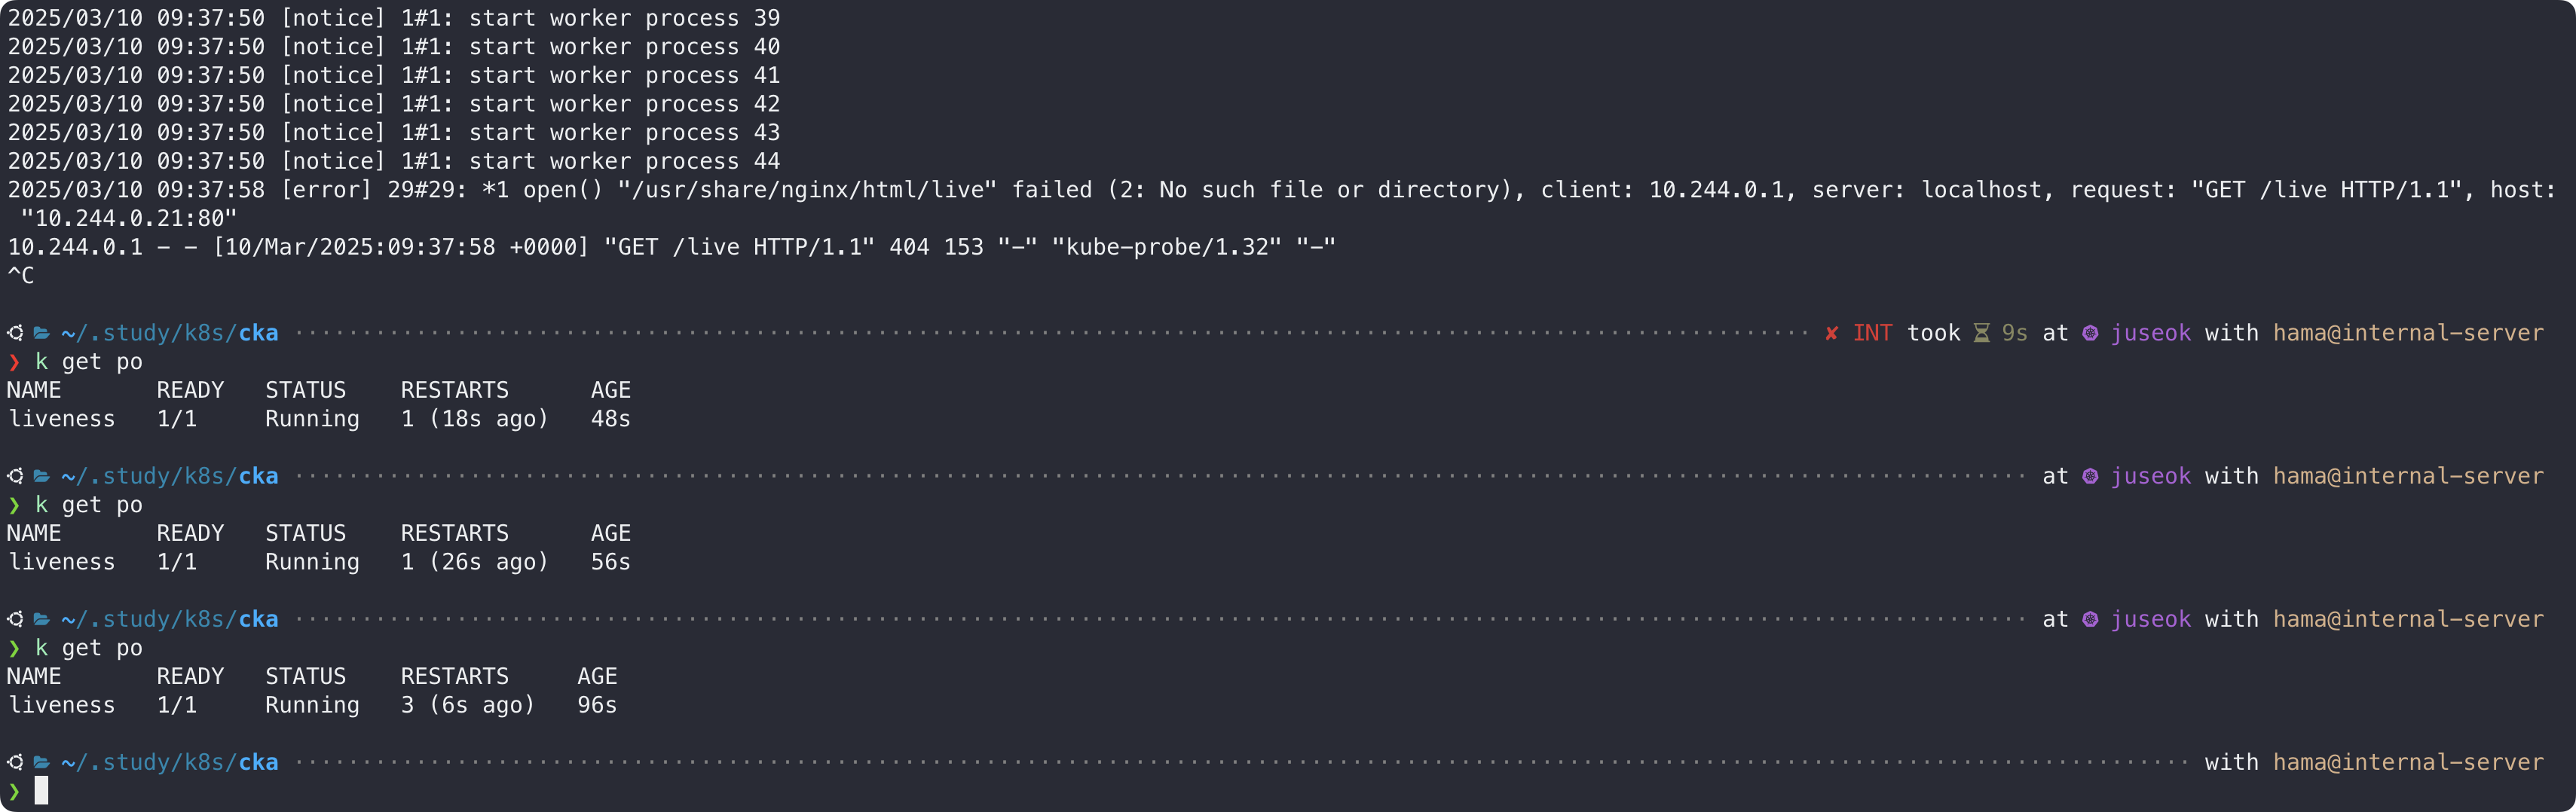 2025/03/10 09:37:50 [notice] 1#1: start worker process 39
2025/03/10 09:37:50 [notice] 1#1: start worker process 40
2025/03/10 09:37:50 [notice] 1#1: start worker process 41
2025/03/10 09:37:50 [notice] 1#1: start worker process 42
2025/03/10 09:37:50 [notice] 1#1: start worker process 43
2025/03/10 09:37:50 [notice] 1#1: start worker process 44
2025/03/10 09:37:58 [error] 29#29: *1 open() "/usr/share/nginx/html/live" failed (2: No such file or directory), client: 10.244.0.1, server: localhost, request: "GET /live HTTP/1.1", host:
 "10.244.0.21:80"
10.244.0.1 - - [10/Mar/2025:09:37:58 +0000] "GET /live HTTP/1.1" 404 153 "-" "kube-probe/1.32" "-"
^C
~/.study/k8s/cka ✘ INT took 9s at juseok with hama@internal-server
❯ k get po
NAME READY STATUS RESTARTS AGE
liveness 1/1 Running 1 (18s ago) 48s
~/.study/k8s/cka at juseok with hama@internal-server
❯ k get po
NAME READY STATUS RESTARTS AGE
liveness 1/1 Running 1 (26s ago) 56s
~/.study/k8s/cka at juseok with hama@internal-server
❯ k get po
NAME READY STATUS RESTARTS AGE
liveness 1/1 Running 3 (6s ago) 96s
~/.study/k8s/cka with hama@internal-server
❯